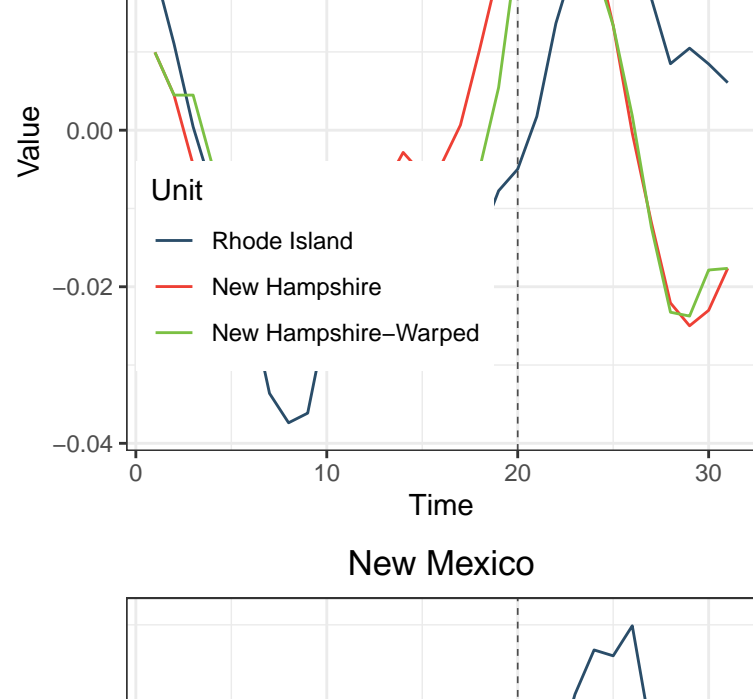 Value
0.00
−0.02
−0.04
Unit
Rhode Island
New Hampshire
New Hampshire−Warped
0 10 20 30
Time
New Mexico